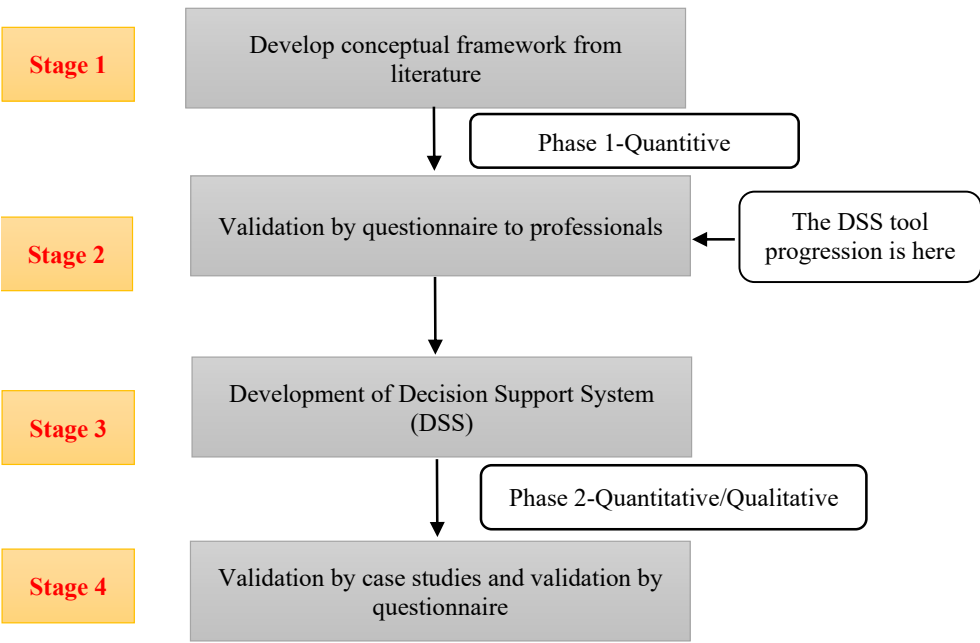 Stage 1
Develop conceptual framework from
literature
Phase 1-Quantitive
Stage 2
Validation by questionnaire to professionals
The DSS tool
progression is here
Stage 3
Development of Decision Support System
(DSS)
Phase 2-Quantitative/Qualitative
Stage 4
Validation by case studies and validation by
questionnaire